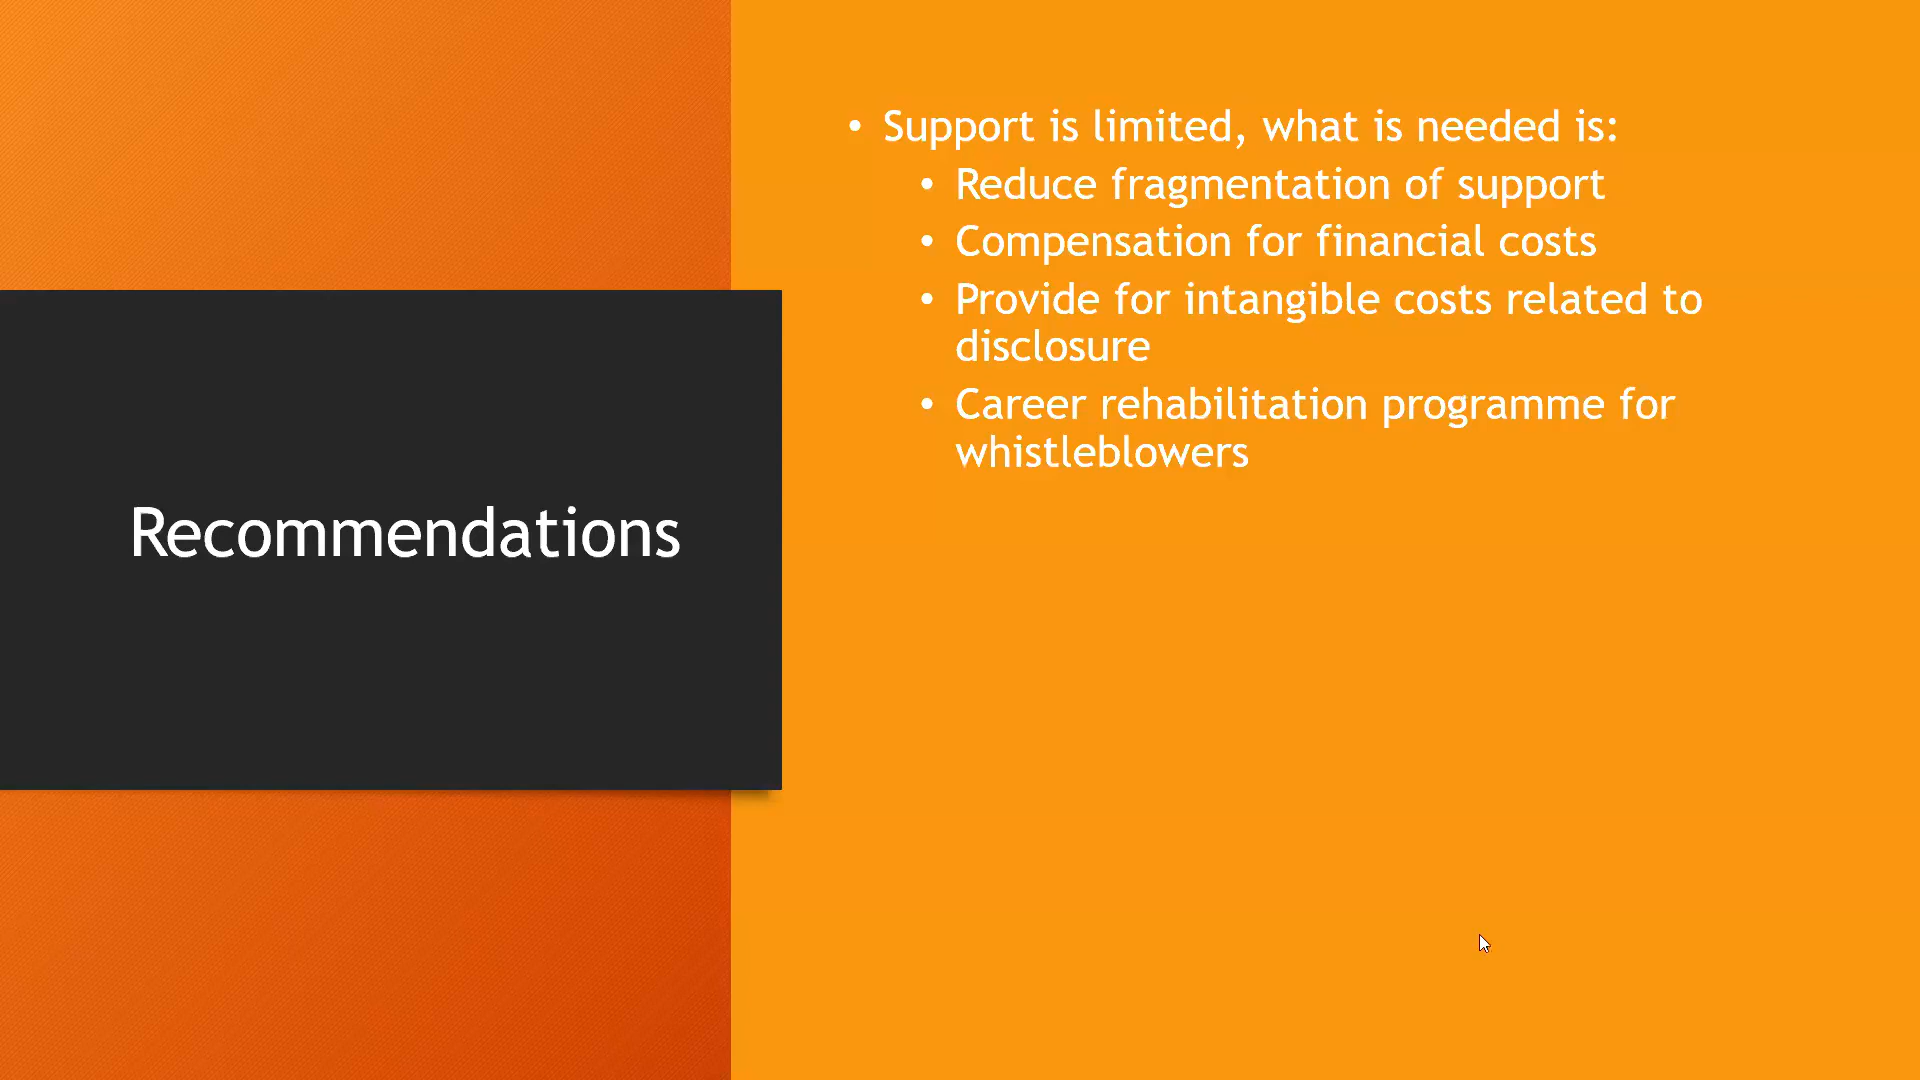 Recommendations
• Support is limited, what is needed is:
• Reduce fragmentation of support
• Compensation for financial costs
• Provide for intangible costs related to
disclosure
• Career rehabilitation programme for
whistleblowers